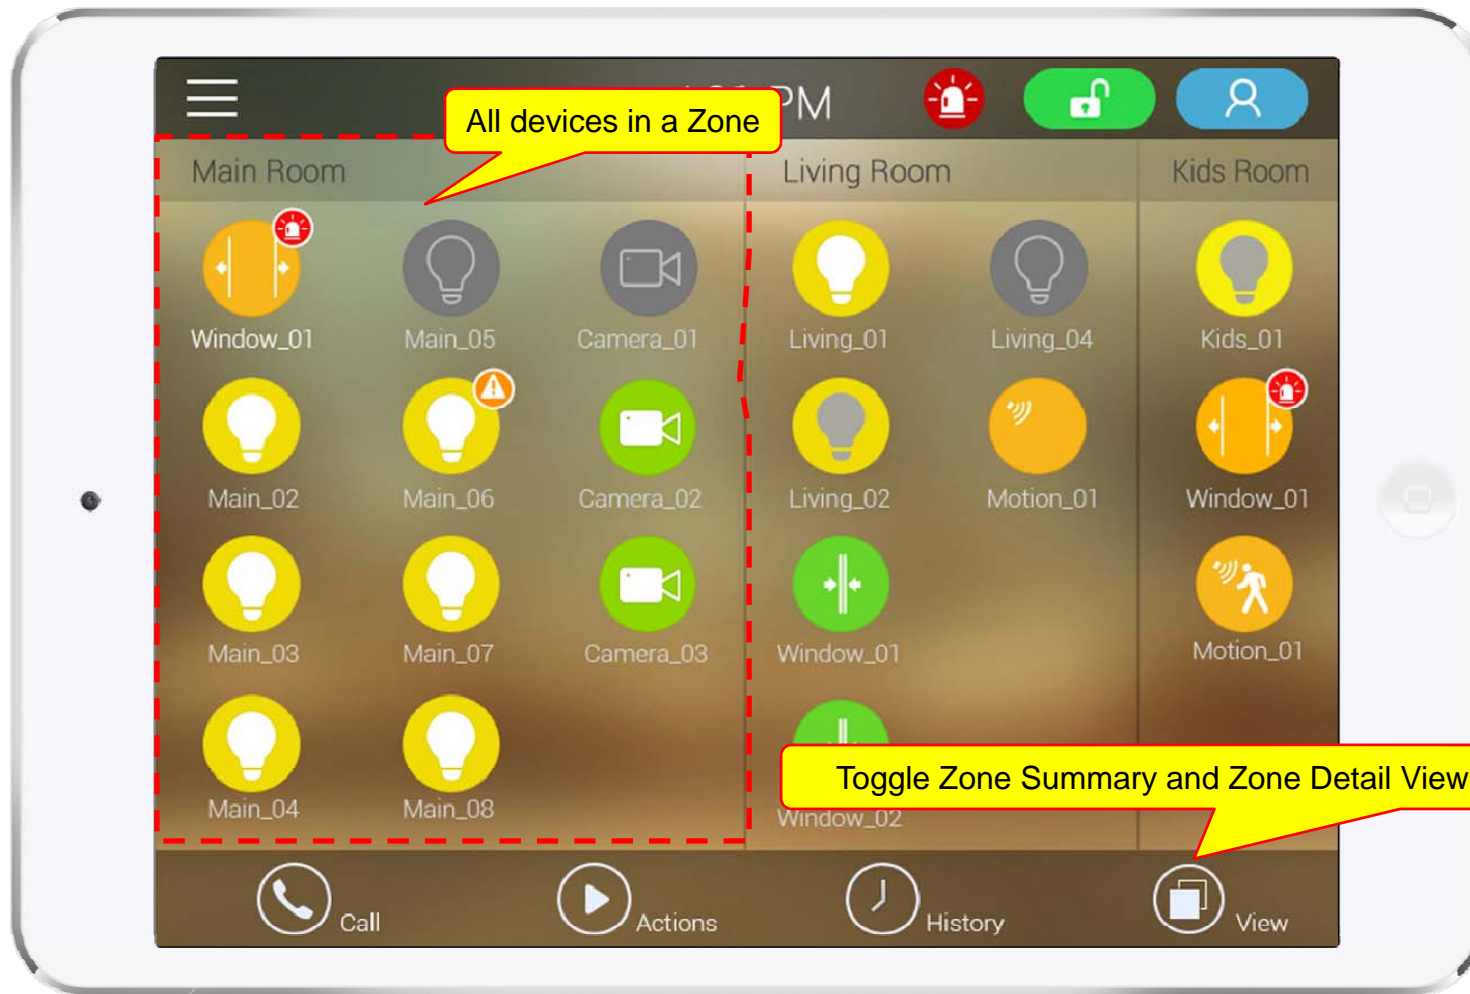 PM
All devices in a Zone
Main Room
Living Room
Kids Room
Window_01
Main_05
Camera_01
Living_01
Living_04
Kids_01
Main_02
Main_06
Camera_02
Living_02
Motion_01
Window_01
Main_03
Main_07
Camera_03
Window_01
Motion_01
Toggle Zone Summary and Zone Detail View
Main_04
Main_08
Window_02
Call
Actions
History
View